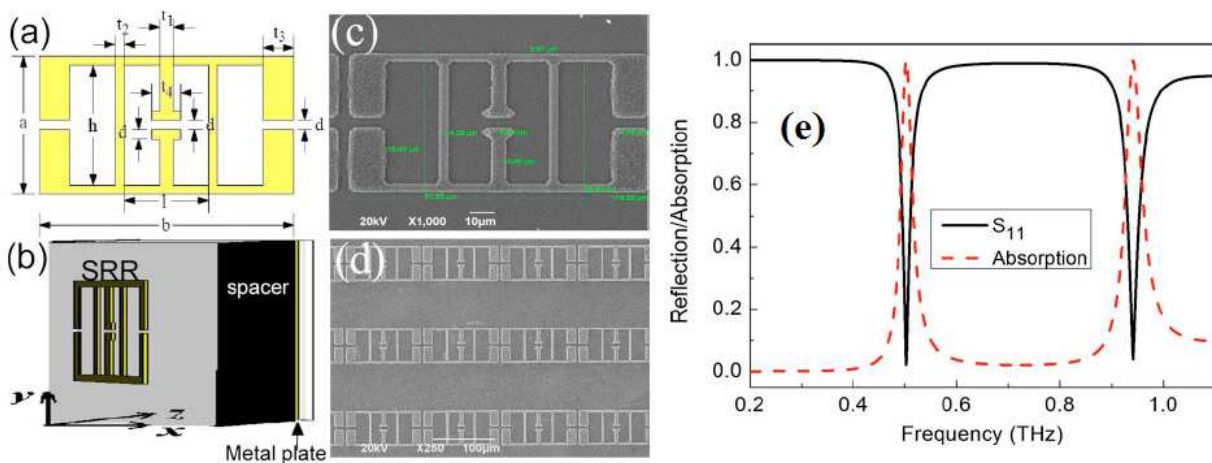 (a)
t2
t1
t3
t4
a
h
d
d
d
l
b
(b)
SRR
spacer
y
z
x
Metal plate
(c)
20kV X1,000 10μm
(d)
20kV X250 100μm
(e)
Reflection/Absorption
1.0
0.8
0.6
0.4
0.2
0.0
S11
Absorption
0.2 0.4 0.6 0.8 1.0
Frequency (THz)